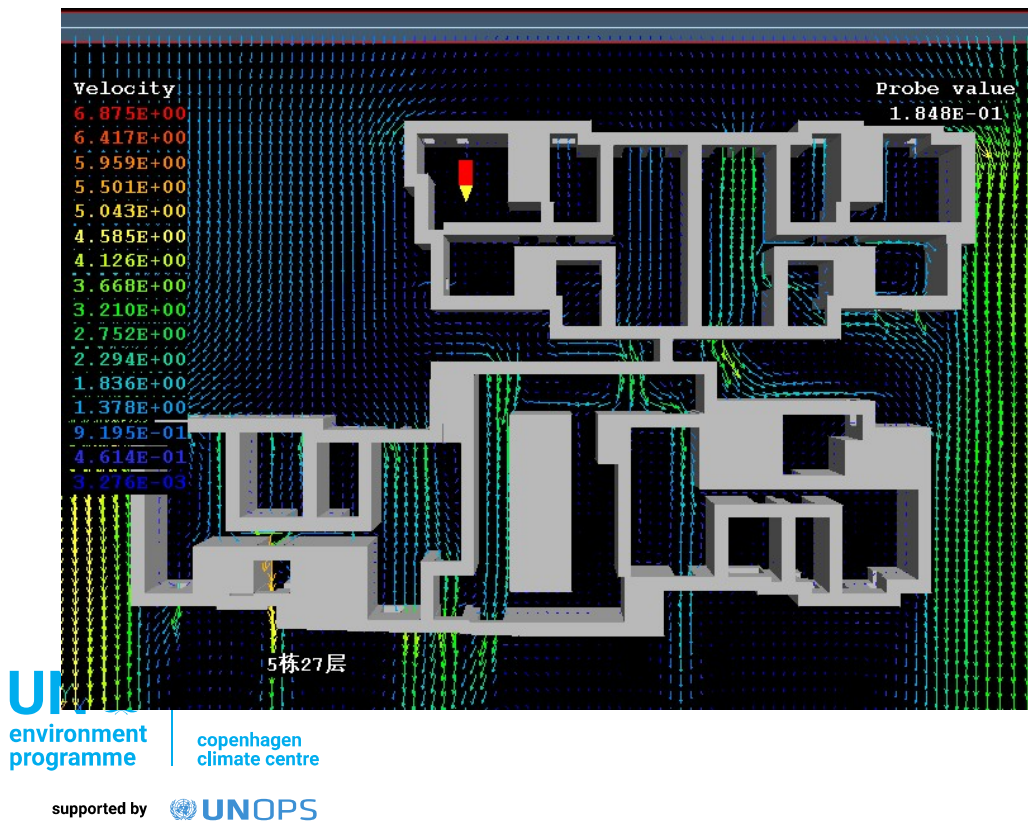 Velocity
6.875E+00
6.417E+00
5.959E+00
5.501E+00
5.043E+00
4.585E+00
4.126E+00
3.668E+00
3.210E+00
2.752E+00
2.294E+00
1.836E+00
1.378E+00
9.195E-01
4.614E-01
3.276E-03
Probe value
1.848E-01
5栋27层
environment
programme
copenhagen
climate centre
supported by
UNOPS